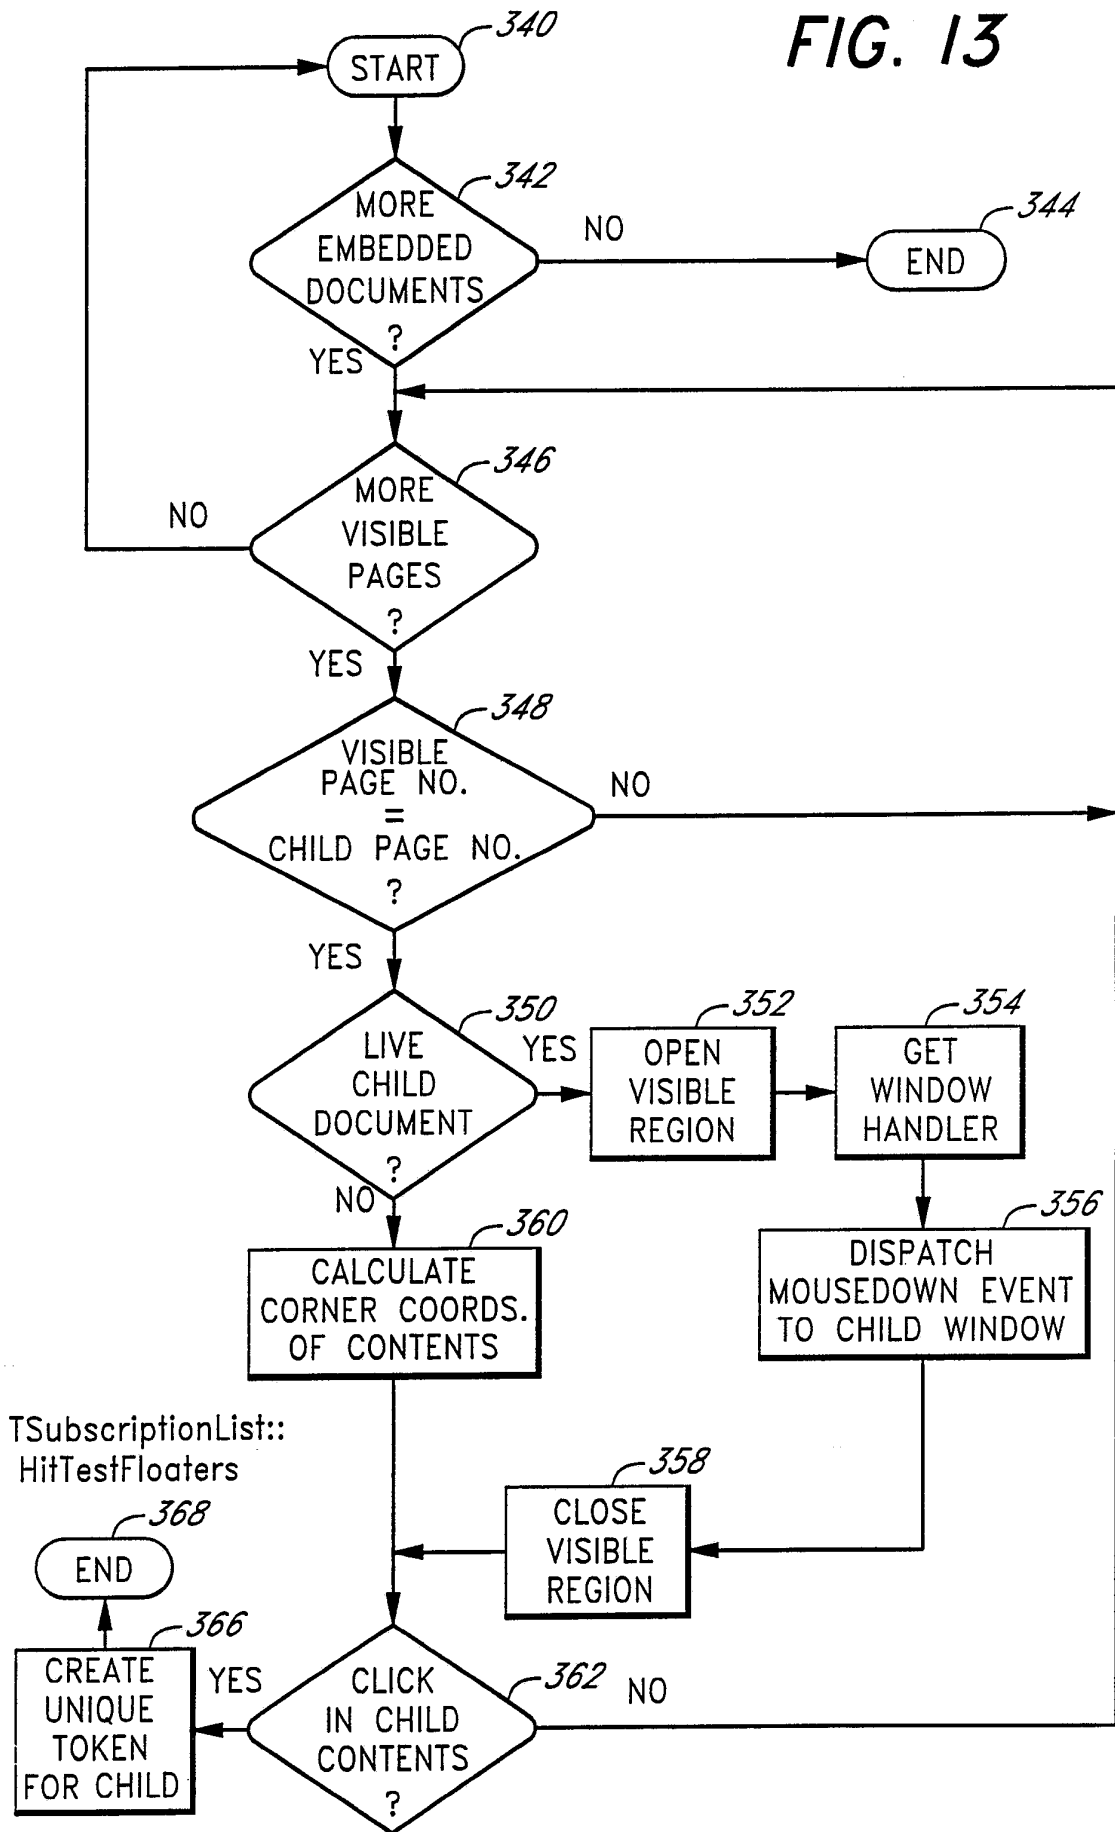 FIG. 13
340
START
342
MORE
EMBEDDED
DOCUMENTS
?
NO
344
END
YES
346
MORE
VISIBLE
PAGES
?
NO
YES
348
VISIBLE
PAGE NO.
=
CHILD PAGE NO.
?
NO
YES
350
LIVE
CHILD
DOCUMENT
?
YES
352
OPEN
VISIBLE
REGION
354
GET
WINDOW
HANDLER
NO
360
CALCULATE
CORNER COORDS.
OF CONTENTS
356
DISPATCH
MOUSEDOWN EVENT
TO CHILD WINDOW
TSubscriptionList::
HitTestFloaters
358
CLOSE
VISIBLE
REGION
368
END
366
CREATE
UNIQUE
TOKEN
FOR CHILD
YES
362
CLICK
IN CHILD
CONTENTS
?
NO